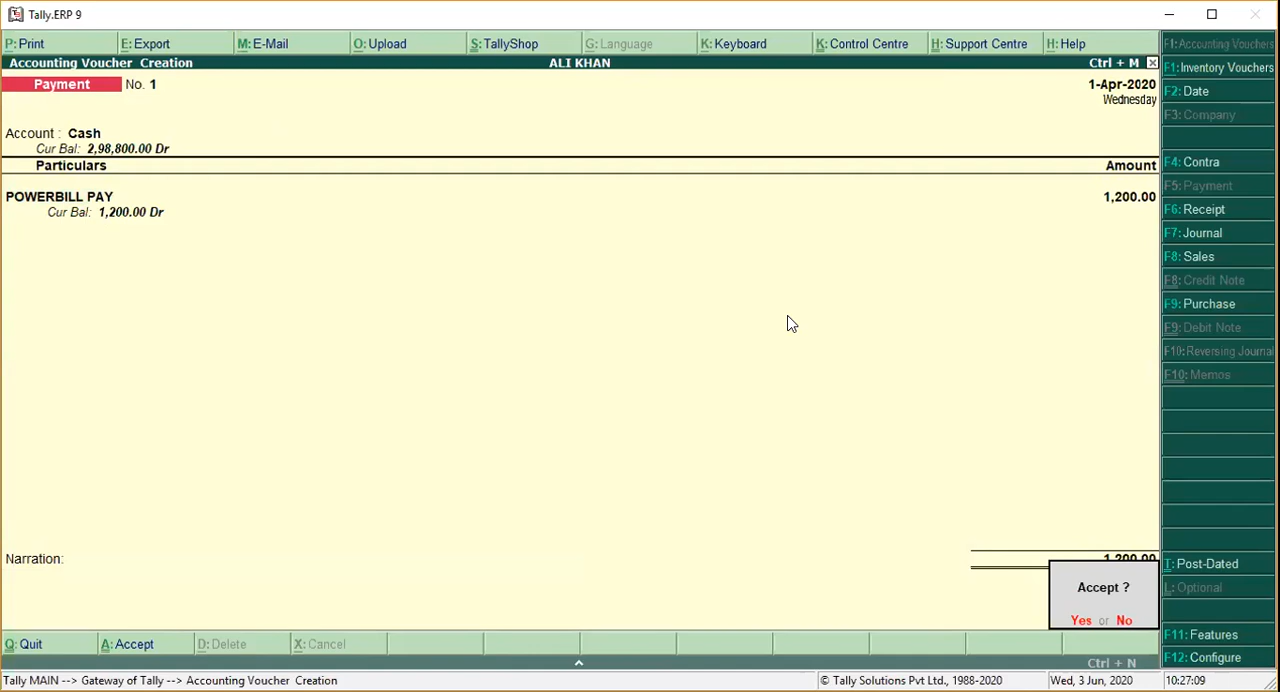 Tally.ERP 9
P: Print E: Export M: E-Mail O: Upload S: TallyShop G: Language K: Keyboard K: Control Centre H: Support Centre H: Help
Accounting Voucher Creation ALI KHAN Ctrl + M
Payment No. 1 1-Apr-2020
Wednesday
Account : Cash
Cur Bal: 2,98,800.00 Dr
Particulars Amount
POWERBILL PAY 1,200.00
Cur Bal: 1,200.00 Dr
Narration: 1,200.00
Accept ?
Yes or No
F1: Accounting Vouchers
F1: Inventory Vouchers
F2: Date
F3: Company
F4: Contra
F5: Payment
F6: Receipt
F7: Journal
F8: Sales
F8: Credit Note
F9: Purchase
F9: Debit Note
F10: Reversing Journal
F10: Memos
T: Post-Dated
L: Optional
F11: Features
F12: Configure
Q: Quit A: Accept D: Delete X: Cancel
Ctrl + N
Tally MAIN --> Gateway of Tally --> Accounting Voucher Creation © Tally Solutions Pvt Ltd., 1988-2020 Wed, 3 Jun, 2020 10:27:09